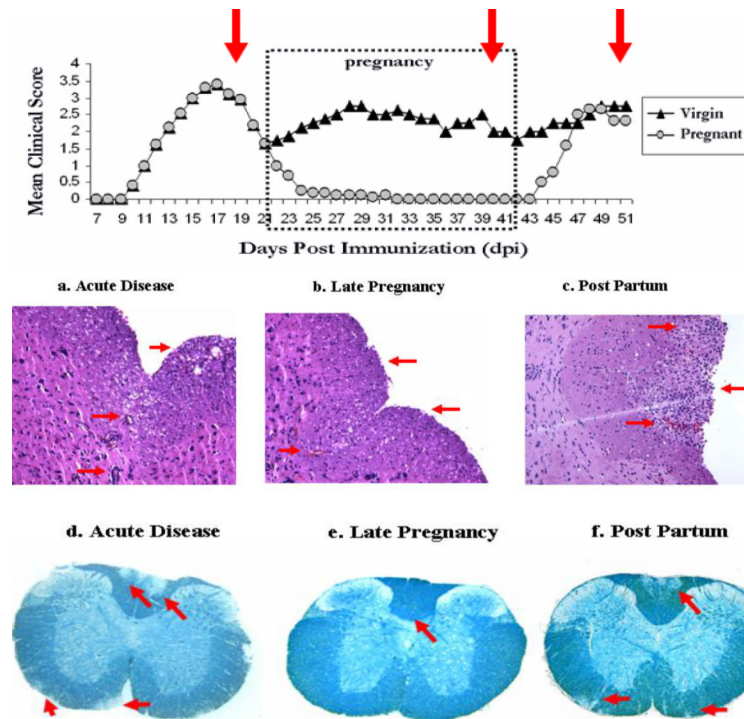 pregnancy
Mean Clinical Score
4
3.5
3
2.5
2
1.5
1
0.5
0
7 9 11 13 15 17 19 21 23 25 27 29 31 33 35 37 39 41 43 45 47 49 51
Days Post Immunization (dpi)
Virgin
Pregnant
a. Acute Disease
b. Late Pregnancy
c. Post Partum
d. Acute Disease
e. Late Pregnancy
f. Post Partum